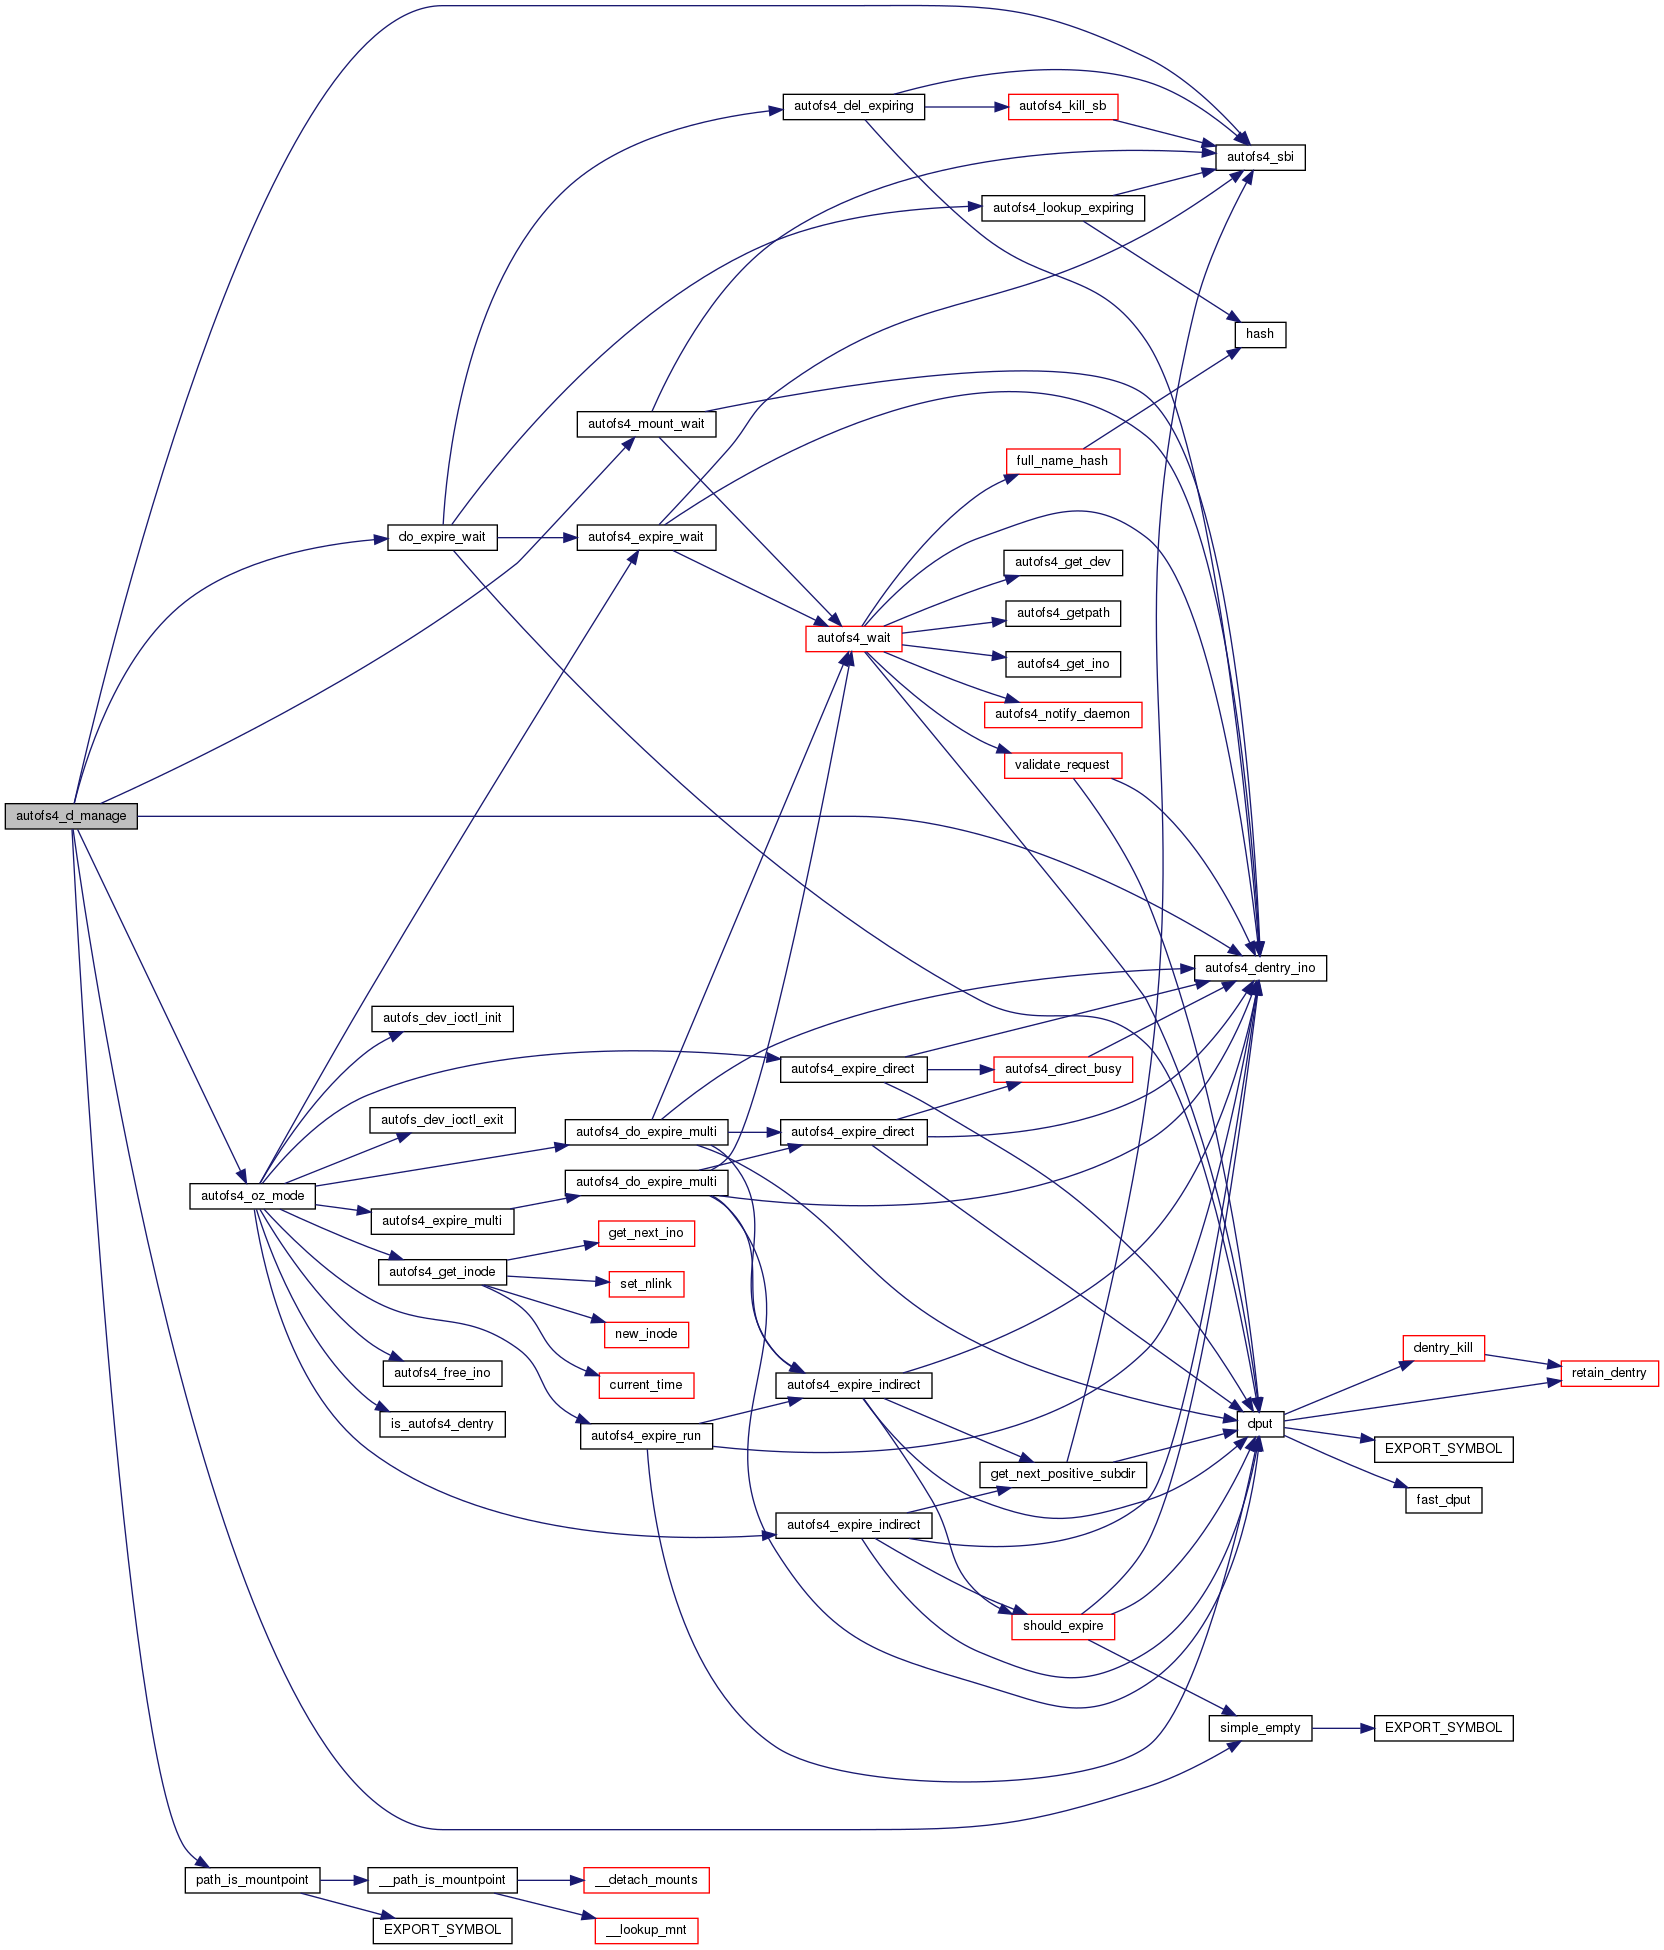 autofs4_del_expiring
autofs4_kill_sb
autofs4_sbi
autofs4_lookup_expiring
hash
autofs4_mount_wait
full_name_hash
do_expire_wait
autofs4_expire_wait
autofs4_get_dev
autofs4_getpath
autofs4_wait
autofs4_get_ino
autofs4_notify_daemon
validate_request
autofs4_d_manage
autofs4_dentry_ino
autofs_dev_ioctl_init
autofs4_expire_direct
autofs4_direct_busy
autofs_dev_ioctl_exit
autofs4_do_expire_multi
autofs4_expire_direct
autofs4_do_expire_multi
autofs4_oz_mode
autofs4_expire_multi
get_next_ino
autofs4_get_inode
set_nlink
new_inode
dentry_kill
autofs4_free_ino
current_time
autofs4_expire_indirect
retain_dentry
is_autofs4_dentry
autofs4_expire_run
dput
EXPORT_SYMBOL
get_next_positive_subdir
fast_dput
autofs4_expire_indirect
should_expire
simple_empty
EXPORT_SYMBOL
path_is_mountpoint
__path_is_mountpoint
__detach_mounts
EXPORT_SYMBOL
__lookup_mnt